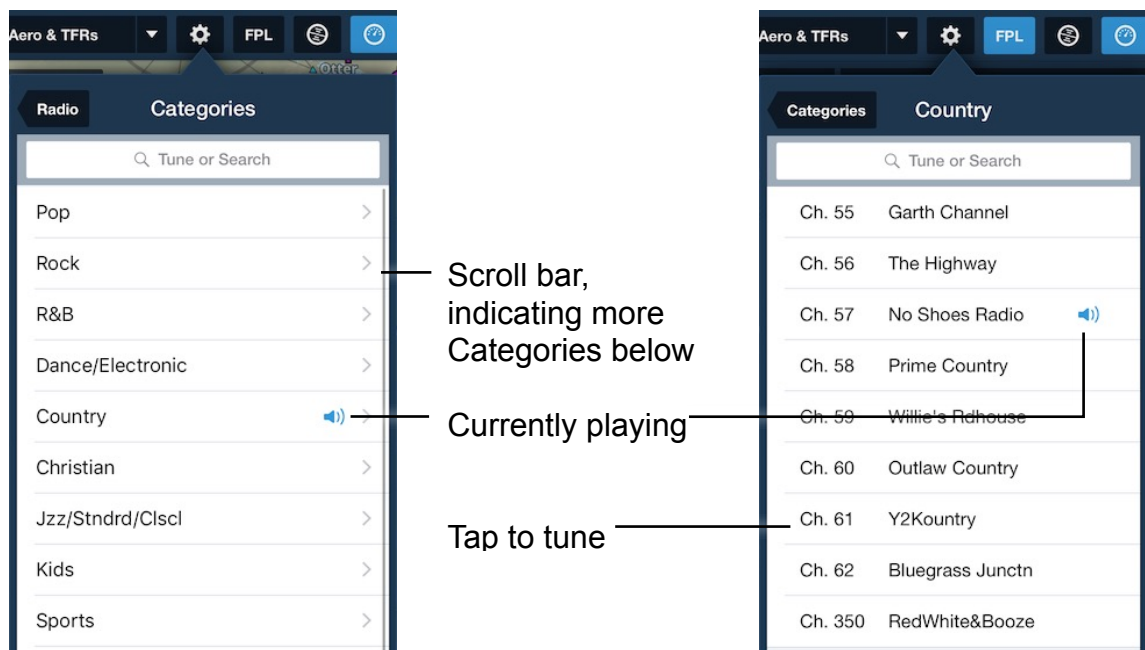 Aero & TFRs
FPL
Otter
Radio
Categories
Tune or Search
Pop
Rock
R&B
Dance/Electronic
Country
Christian
Jzz/Stndrd/Clscl
Kids
Sports
Scroll bar,
indicating more
Categories below
Currently playing
Tap to tune
Aero & TFRs
FPL
Categories
Country
Tune or Search
Ch. 55 Garth Channel
Ch. 56 The Highway
Ch. 57 No Shoes Radio
Ch. 58 Prime Country
Ch. 59 Willie's Rdhouse
Ch. 60 Outlaw Country
Ch. 61 Y2Kountry
Ch. 62 Bluegrass Junctn
Ch. 350 RedWhite&Booze